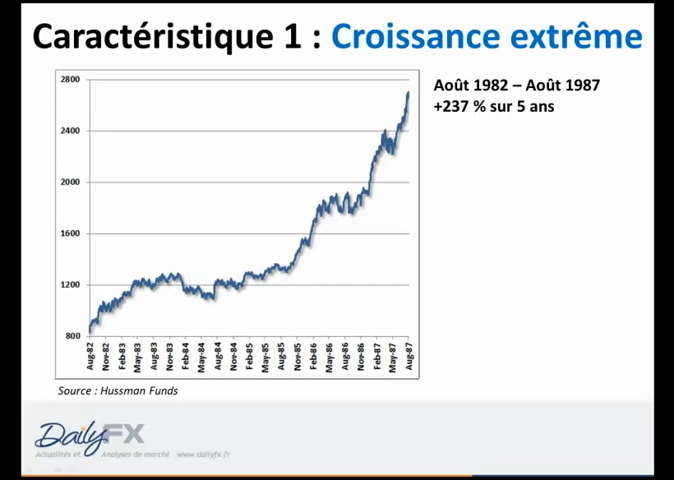 Caractéristique 1 : Croissance extrême
2800
2400
2000
1600
1200
800
Aug-82
Nov-82
Feb-83
May-83
Aug-83
Nov-83
Feb-84
May-84
Aug-84
Nov-84
Feb-85
May-85
Aug-85
Nov-85
Feb-86
May-86
Aug-86
Nov-86
Feb-87
May-87
Aug-87
Août 1982 – Août 1987
+237 % sur 5 ans
Source : Hussman Funds
DailyFX
Actualités et Analyses de marché www.dailyfx.fr